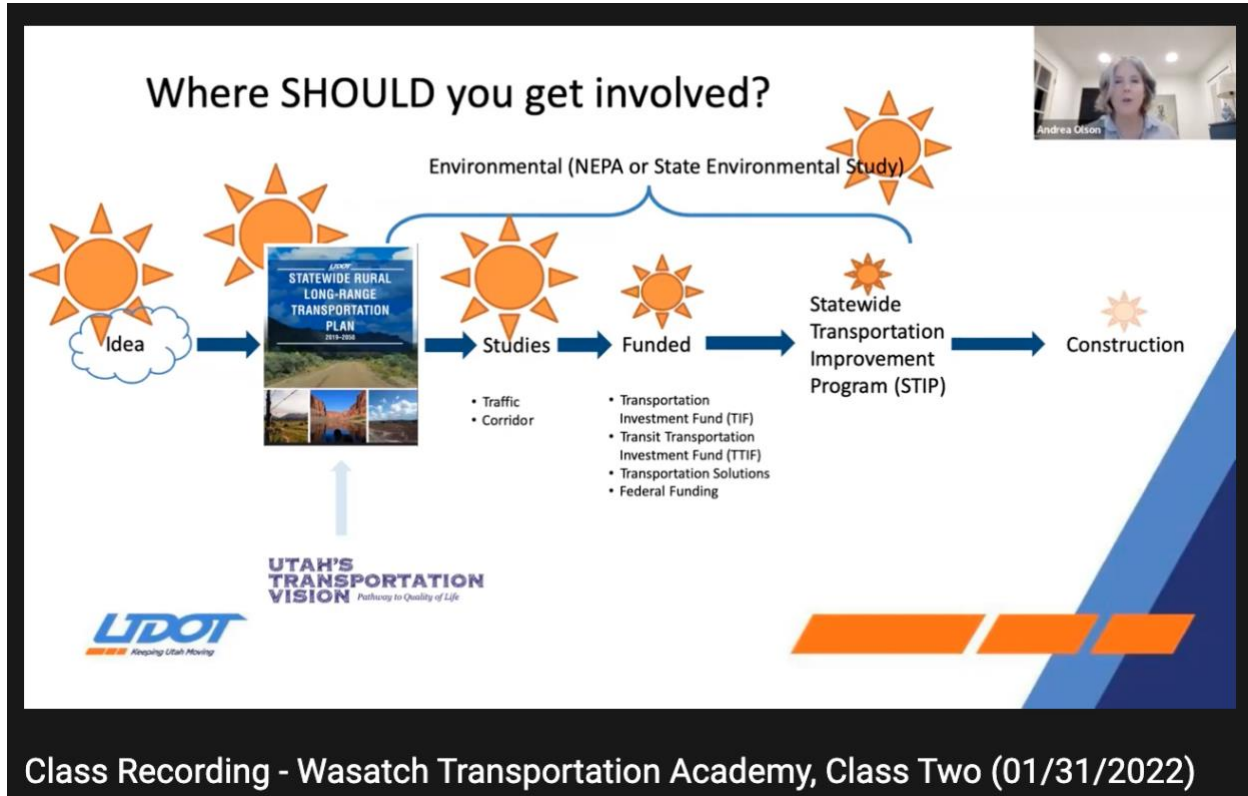 Where SHOULD you get involved?
Andrea Olson
Environmental (NEPA or State Environmental Study)
Idea
UDOT
STATEWIDE RURAL
LONG-RANGE
TRANSPORTATION
PLAN
2019-2050
Studies
• Traffic
• Corridor
Funded
• Transportation
Investment Fund (TIF)
• Transit Transportation
Investment Fund (TTIF)
• Transportation Solutions
• Federal Funding
Statewide
Transportation
Improvement
Program (STIP)
Construction
UTAH'S
TRANSPORTATION
VISION Pathway to Quality of Life
UDOT
Keeping Utah Moving
Class Recording - Wasatch Transportation Academy, Class Two (01/31/2022)